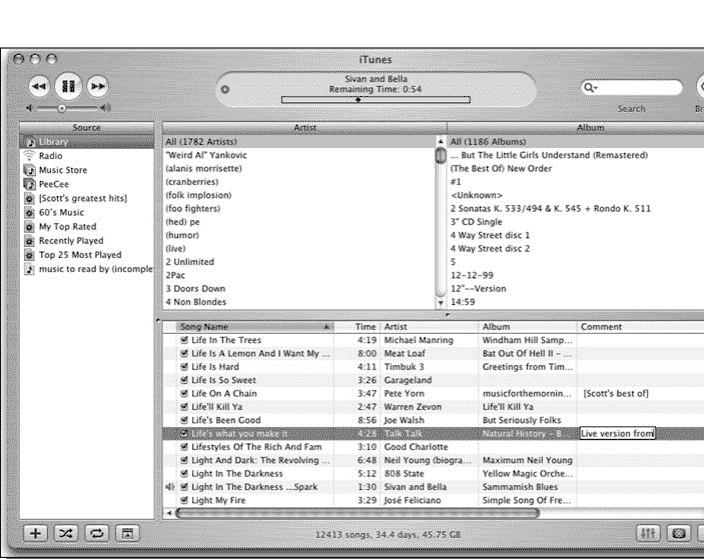 iTunes
Sivan and Bella
Remaining Time: 0:54
Search
Br
Source
Library
Radio
Music Store
PeeCee
[Scott's greatest hits]
60's Music
My Top Rated
Recently Played
Top 25 Most Played
music to read by (incomple
Artist Album
All (1782 Artists) All (1186 Albums)
"Weird Al" Yankovic ... But The Little Girls Understand (Remastered)
(alanis morrisette) (The Best Of) New Order
(cranberries) #1
(folk implosion) <Unknown>
(foo fighters) 2 Sonatas K. 533/494 & K. 545 + Rondo K. 511
(hed) pe 3" CD Single
(humor) 4 Way Street disc 1
(live) 4 Way Street disc 2
2 Unlimited 5
2Pac 12-12-99
3 Doors Down 12"--Version
4 Non Blondes 14:59
Song Name Time Artist Album Comment
Life In The Trees 4:19 Michael Manring Windham Hill Samp...
Life Is A Lemon And I Want My ... 8:00 Meat Loaf Bat Out Of Hell II - ...
Life Is Hard 4:11 Timbuk 3 Greetings from Tim...
Life Is So Sweet 3:26 Garageland
Life On A Chain 3:47 Pete Yorn musicforthemornin... [Scott's best of]
Life'll Kill Ya 2:47 Warren Zevon Life'll Kill Ya
Life's Been Good 8:56 Joe Walsh But Seriously Folks
Life's what you make it 4:28 Talk Talk Natural History - B... Live version from
Lifestyles Of The Rich And Fam 3:10 Good Charlotte
Light And Dark: The Revolving ... 6:48 Neil Young (biogra... Maximum Neil Young
Light In The Darkness 5:12 808 State Yellow Magic Orche...
Light In The Darkness ...Spark 1:30 Sivan and Bella Sammamish Blues
Light My Fire 3:29 José Feliciano Simple Song Of Fre...
12413 songs, 34.4 days, 45.75 GB